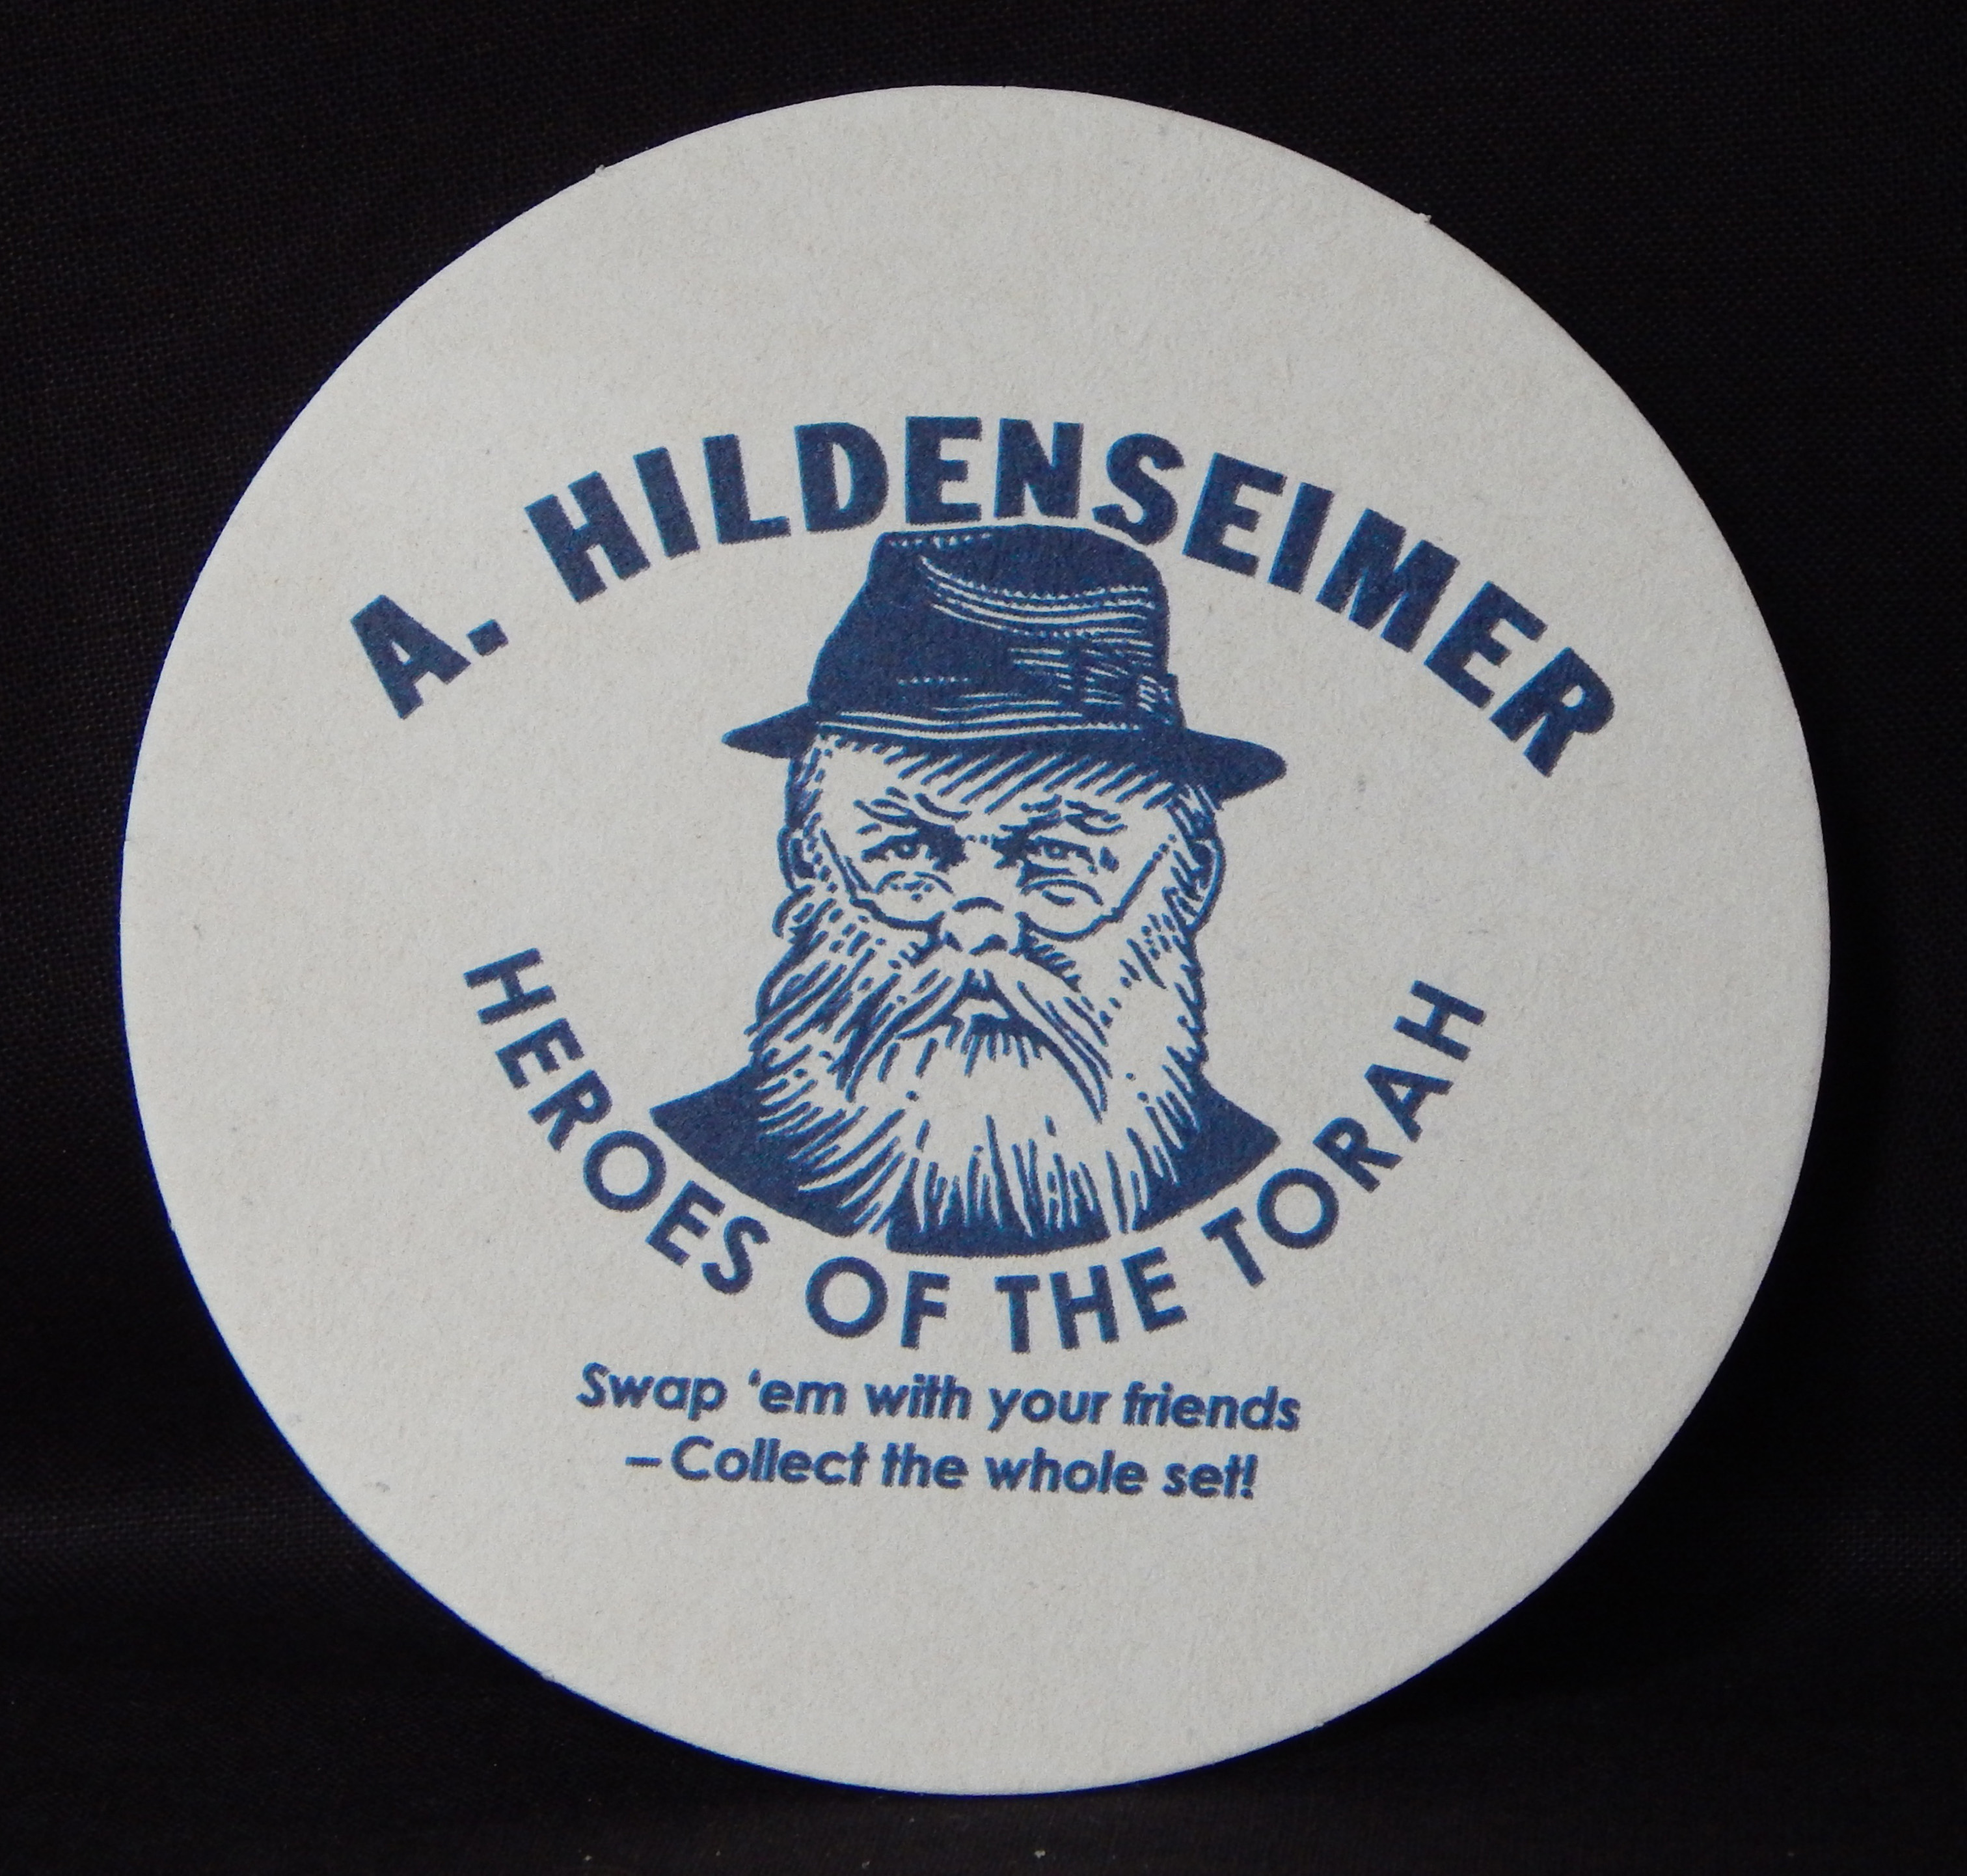 A. HILDENSEIMER
HEROES OF THE TORAH
Swap 'em with your friends
–Collect the whole set!